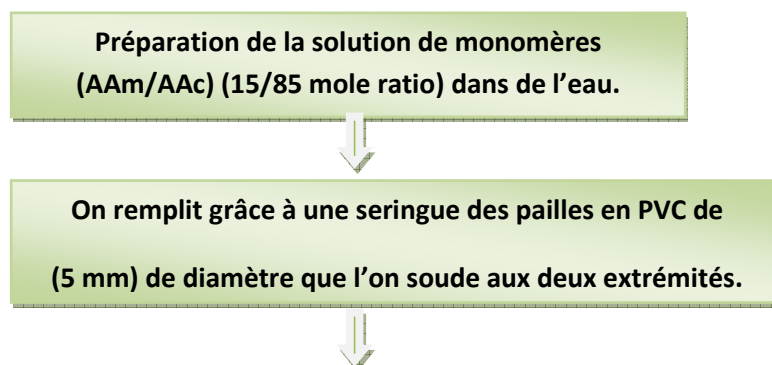 Préparation de la solution de monomères
(AAm/AAc) (15/85 mole ratio) dans de l’eau.
On remplit grâce à une seringue des pailles en PVC de
(5 mm) de diamètre que l’on soude aux deux extrémités.